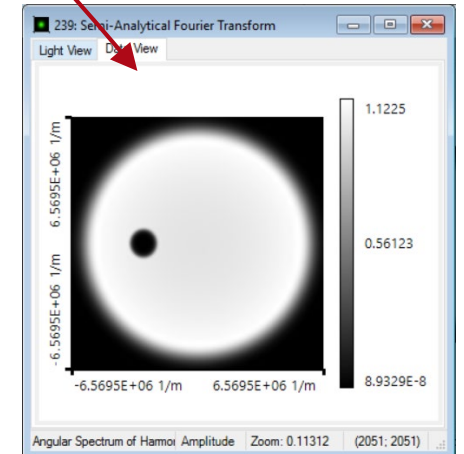 239: Semi-Analytical Fourier Transform
Light View Data View
1.1225
0.56123
8.9329E-8
6.5695E+06 1/m
-6.5695E+06 1/m
-6.5695E+06 1/m 6.5695E+06 1/m
Angular Spectrum of Harmo Amplitude Zoom: 0.11312 (2051; 2051)